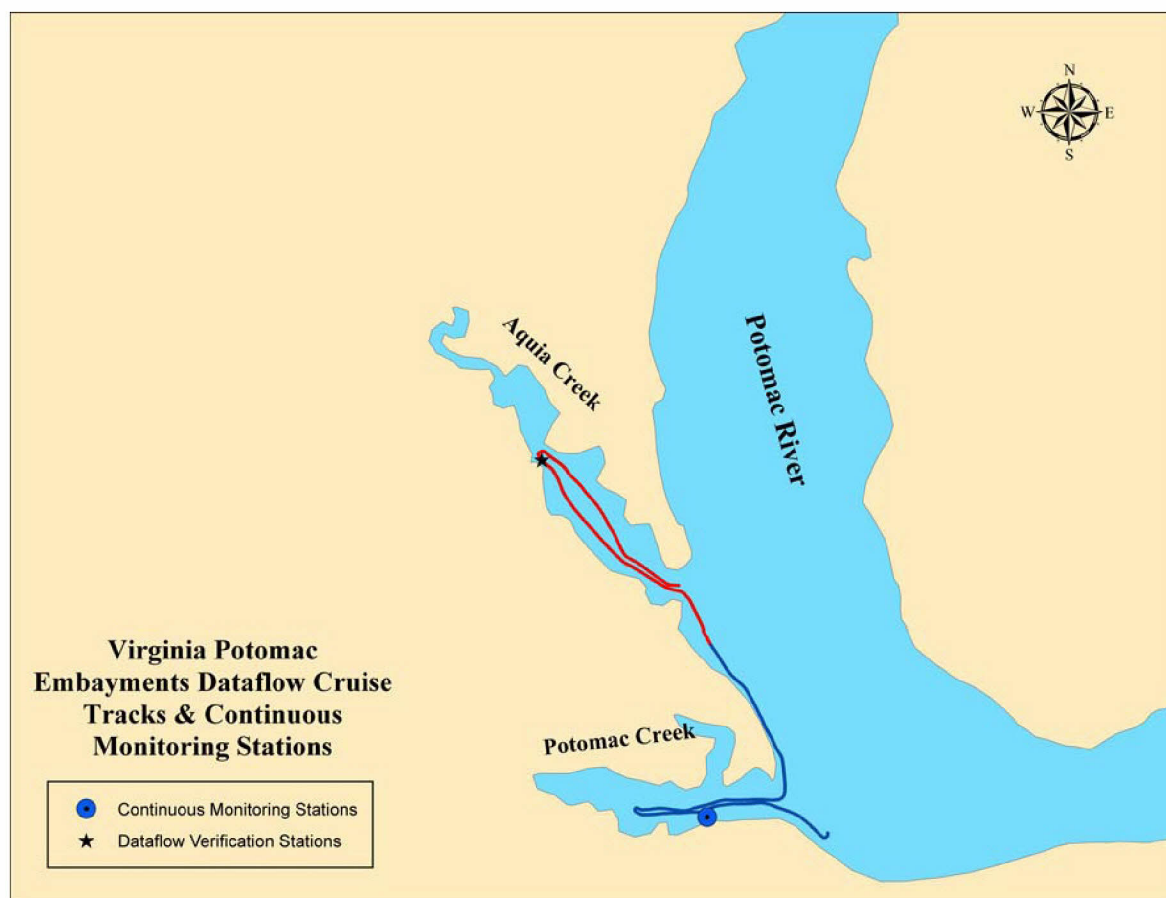 N
W E
S
Aquia Creek
Potomac River
Virginia Potomac
Embayments Dataflow Cruise
Tracks & Continuous
Monitoring Stations
Potomac Creek
Continuous Monitoring Stations
Dataflow Verification Stations